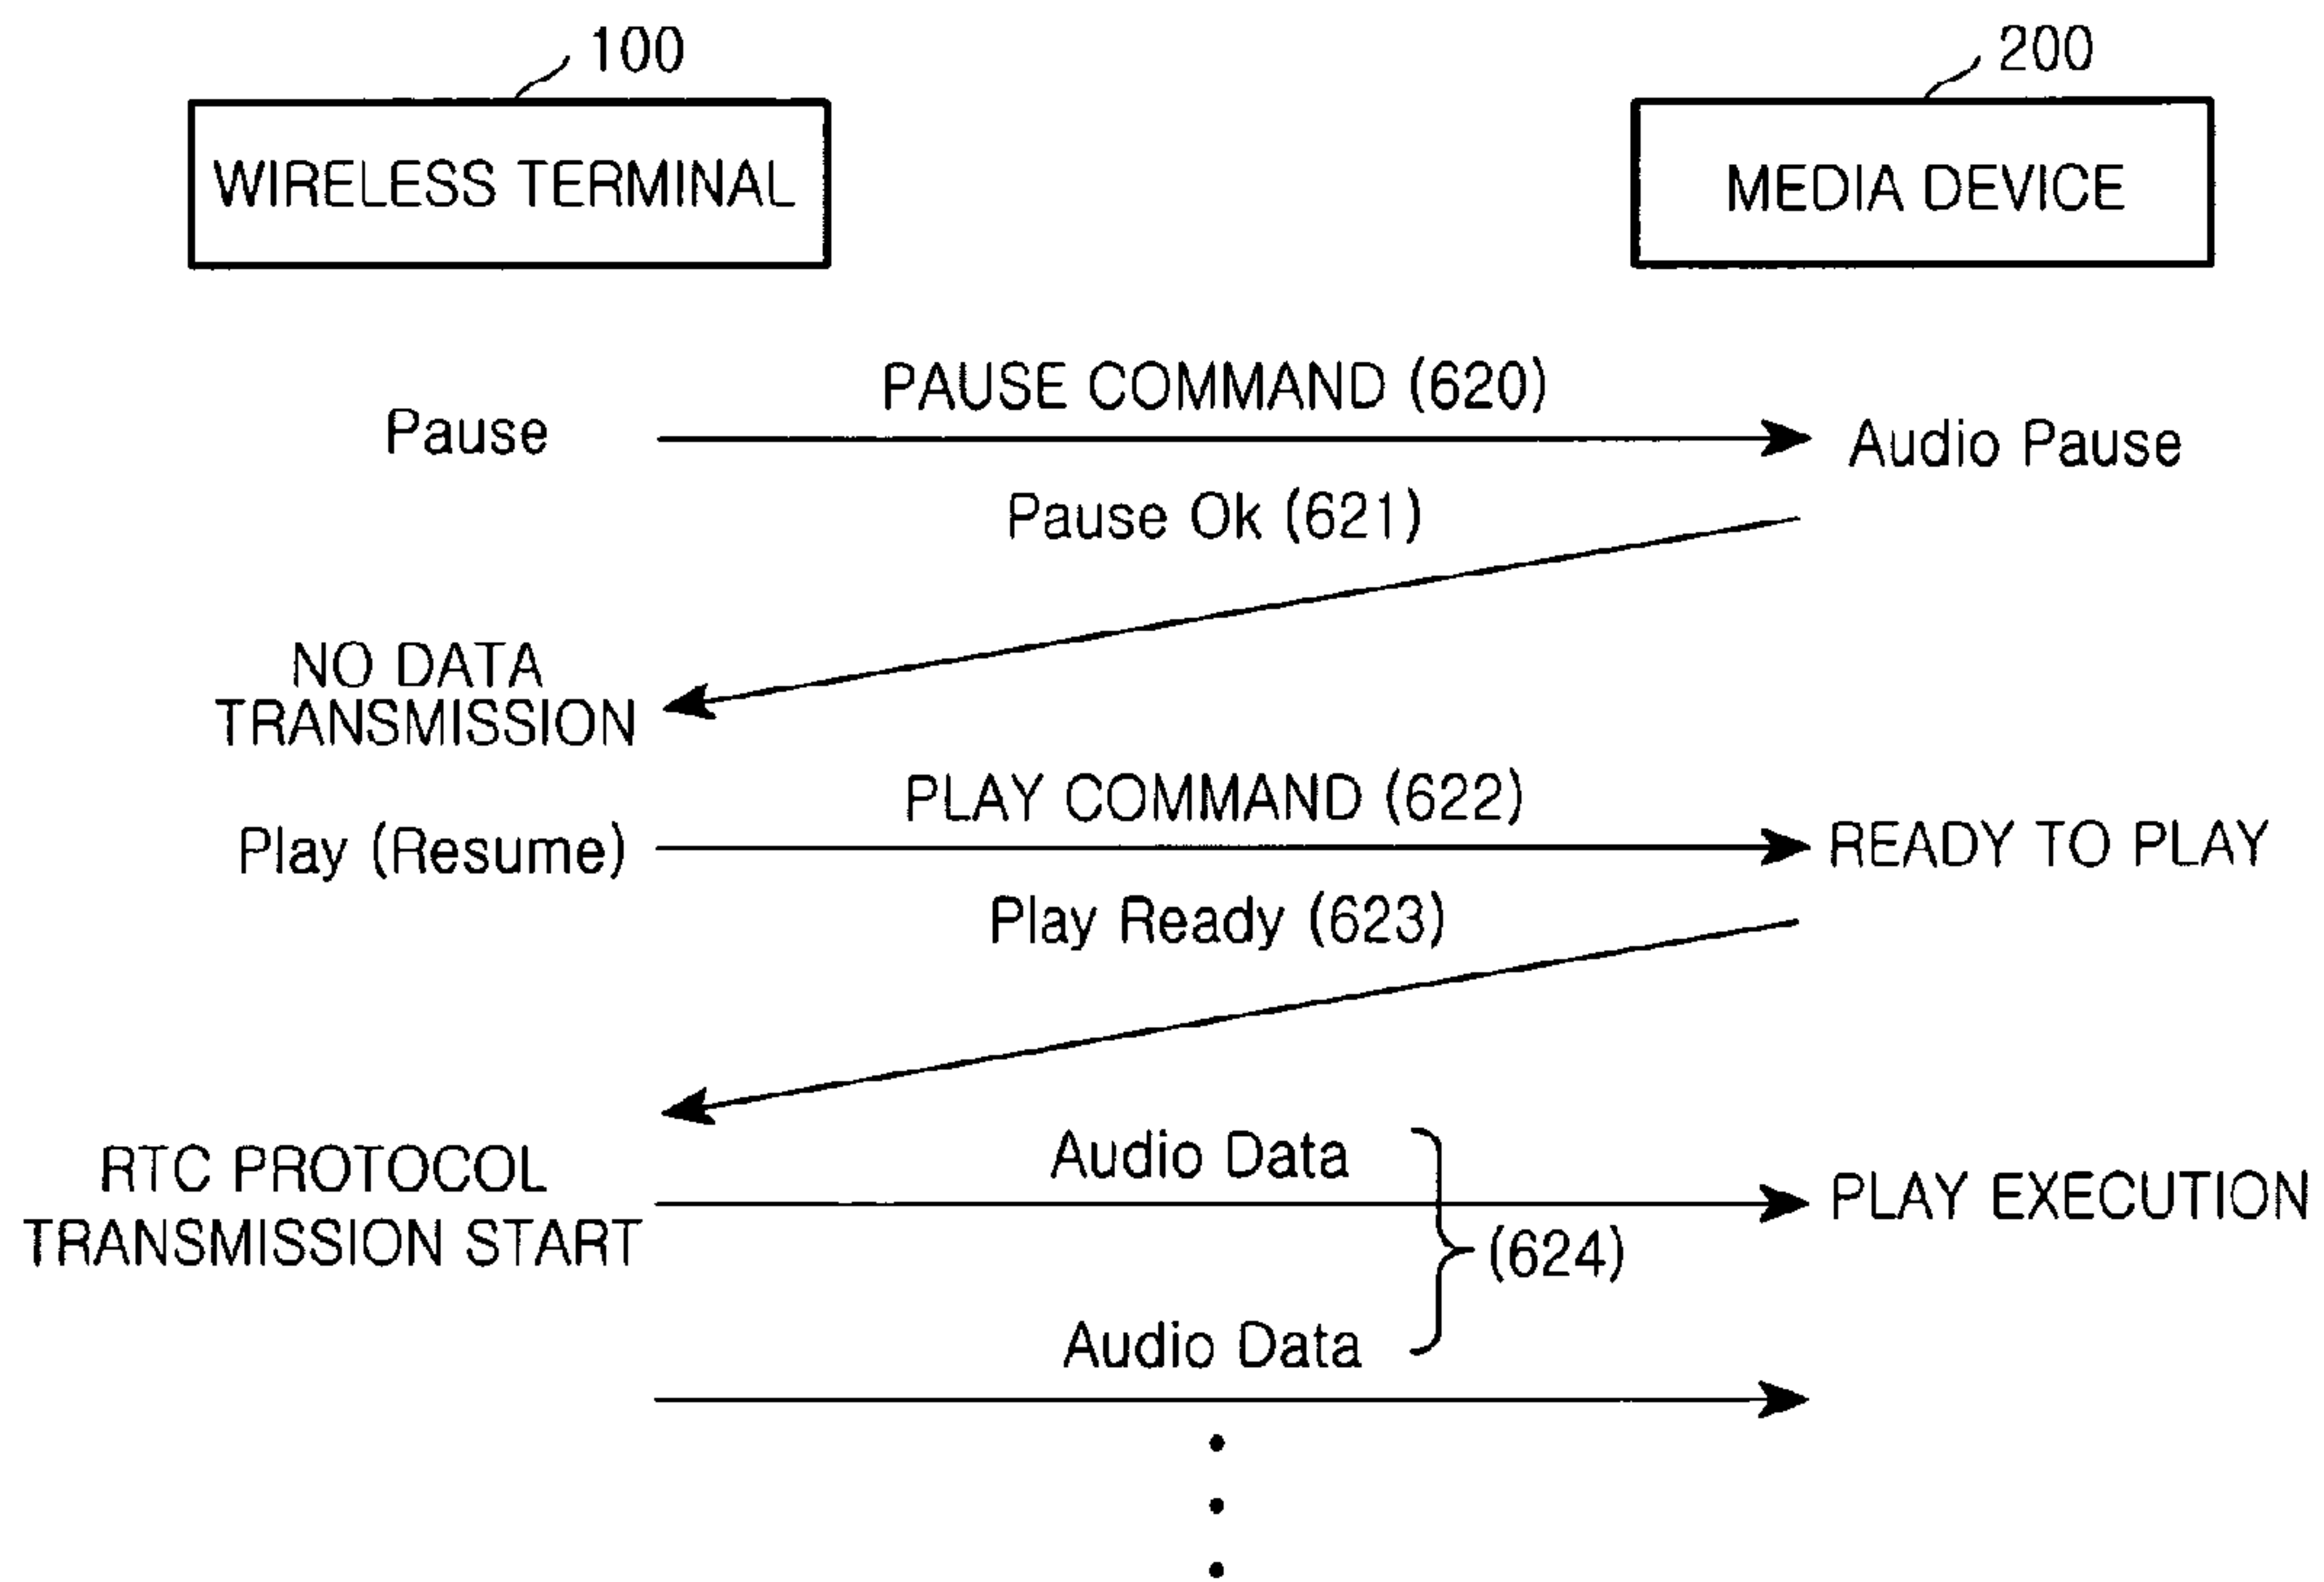 100
200
WIRELESS TERMINAL
MEDIA DEVICE
PAUSE COMMAND (620)
Pause
Audio Pause
Pause Ok (621)
NO DATA
TRANSMISSION
PLAY COMMAND (622)
Play (Resume)
READY TO PLAY
Play Ready (623)
Audio Data
RTC PROTOCOL
TRANSMISSION START
PLAY EXECUTION
(624)
Audio Data